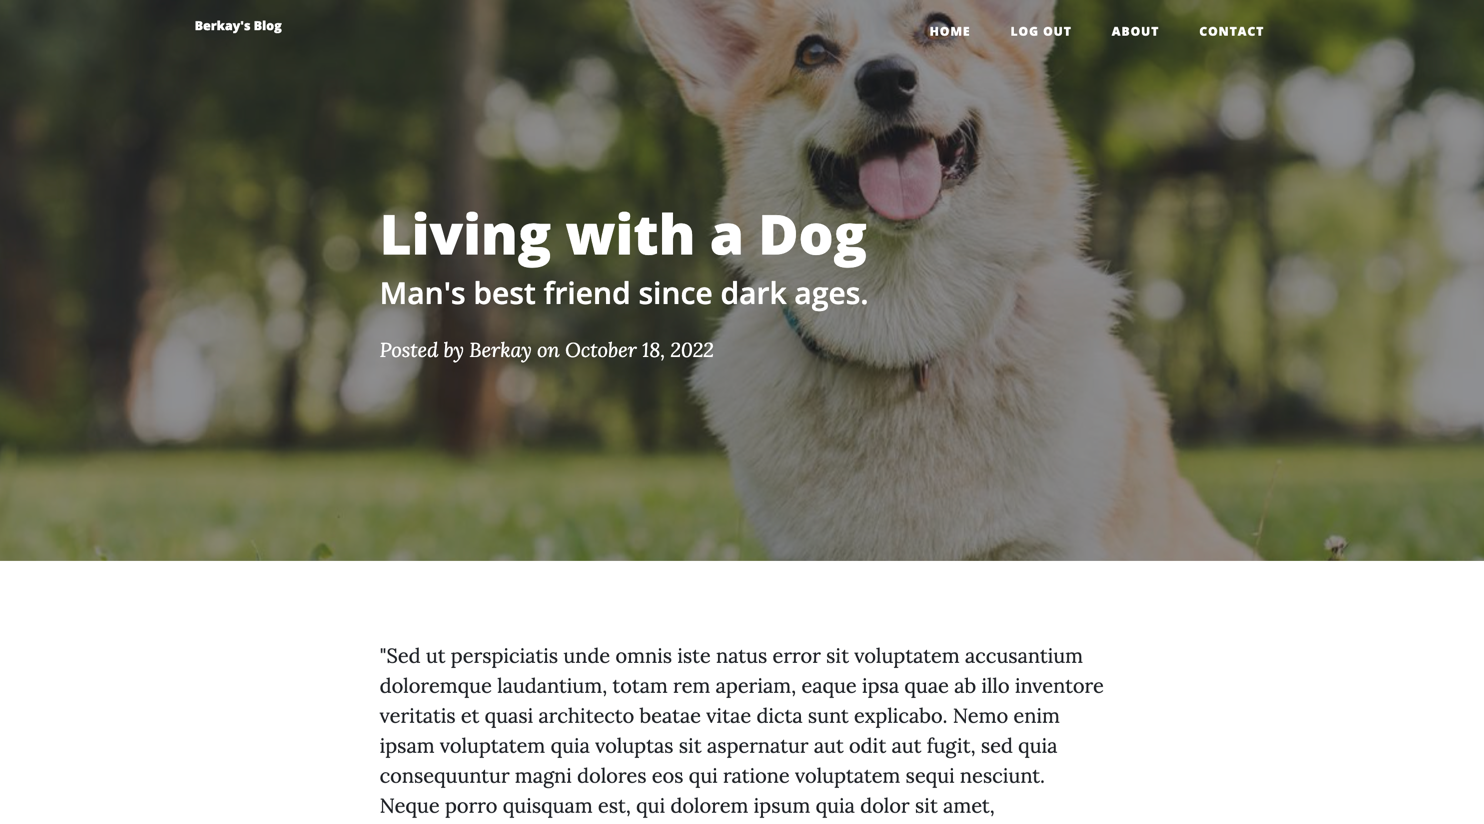 Berkay's Blog
HOME LOG OUT ABOUT CONTACT
Living with a Dog
Man's best friend since dark ages.
Posted by Berkay on October 18, 2022
"Sed ut perspiciatis unde omnis iste natus error sit voluptatem accusantium
doloremque laudantium, totam rem aperiam, eaque ipsa quae ab illo inventore
veritatis et quasi architecto beatae vitae dicta sunt explicabo. Nemo enim
ipsam voluptatem quia voluptas sit aspernatur aut odit aut fugit, sed quia
consequuntur magni dolores eos qui ratione voluptatem sequi nesciunt.
Neque porro quisquam est, qui dolorem ipsum quia dolor sit amet,